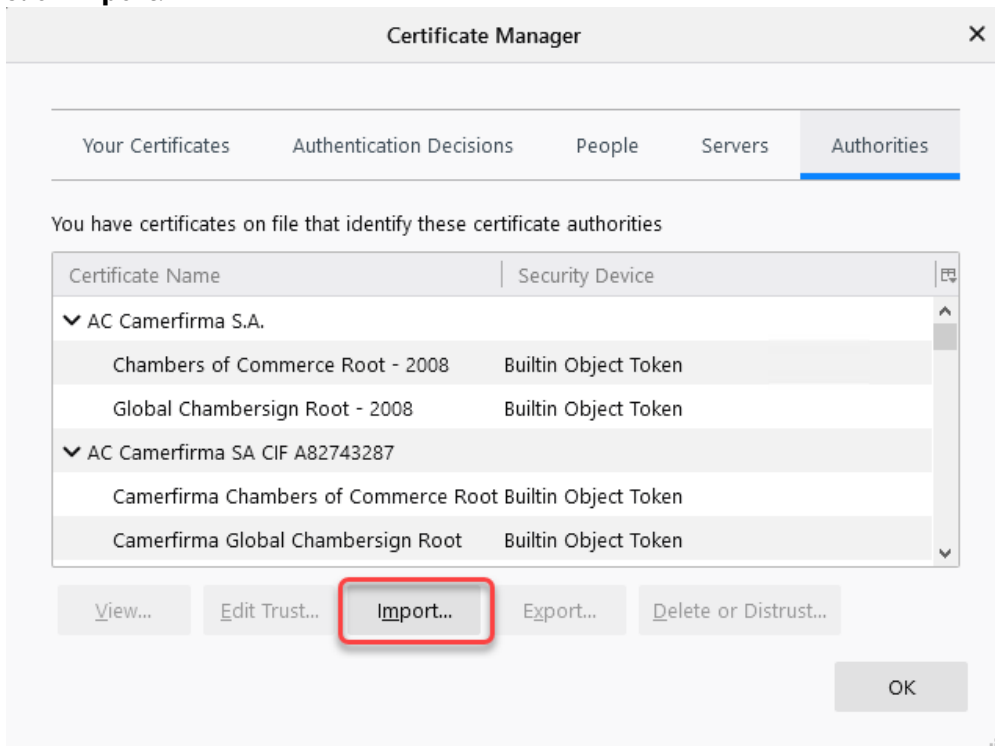 Certificate Manager
Your Certificates Authentication Decisions People Servers Authorities
You have certificates on file that identify these certificate authorities
Certificate Name Security Device
AC Camerfirma S.A.
Chambers of Commerce Root - 2008 Builtin Object Token
Global Chambersign Root - 2008 Builtin Object Token
AC Camerfirma SA CIF A82743287
Camerfirma Chambers of Commerce Root Builtin Object Token
Camerfirma Global Chambersign Root Builtin Object Token
View... Edit Trust... Import... Export... Delete or Distrust...
OK